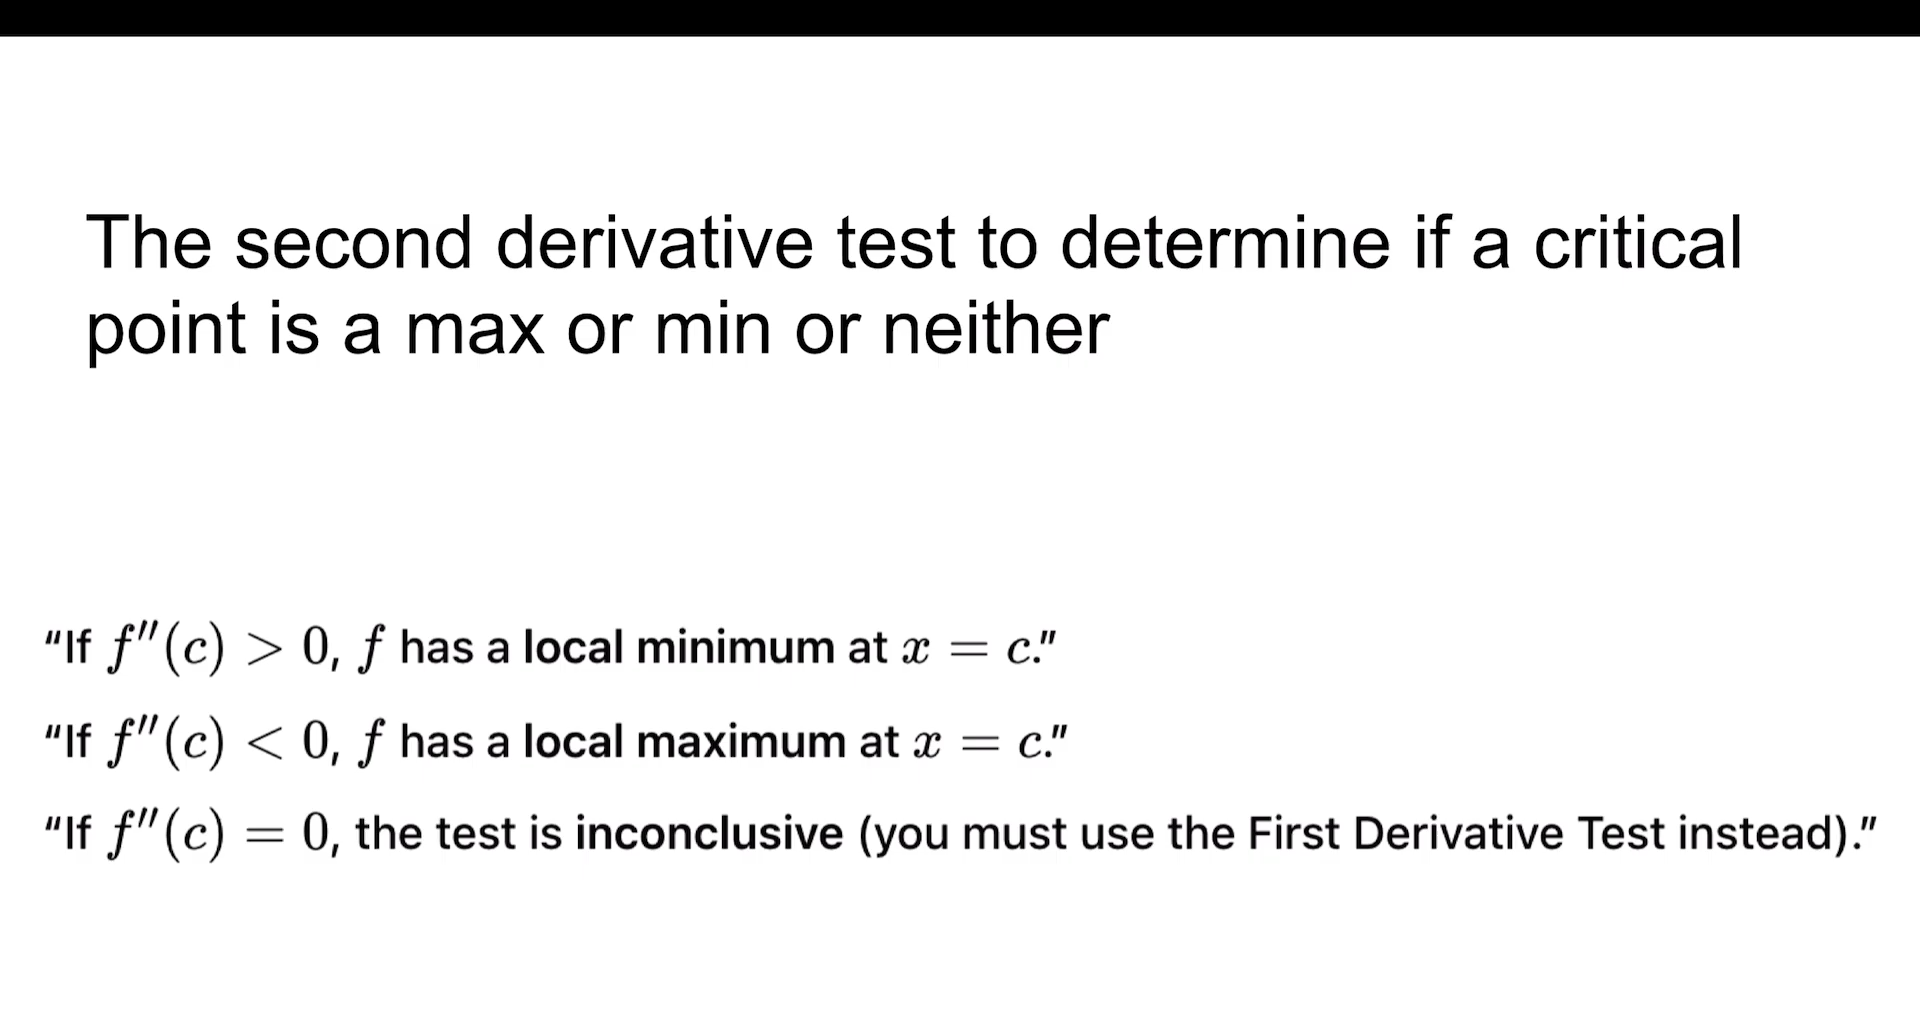 The second derivative test to determine if a critical
point is a max or min or neither
"If f″(c) > 0, f has a local minimum at x = c."
"If f″(c) < 0, f has a local maximum at x = c."
"If f″(c) = 0, the test is inconclusive (you must use the First Derivative Test instead)."